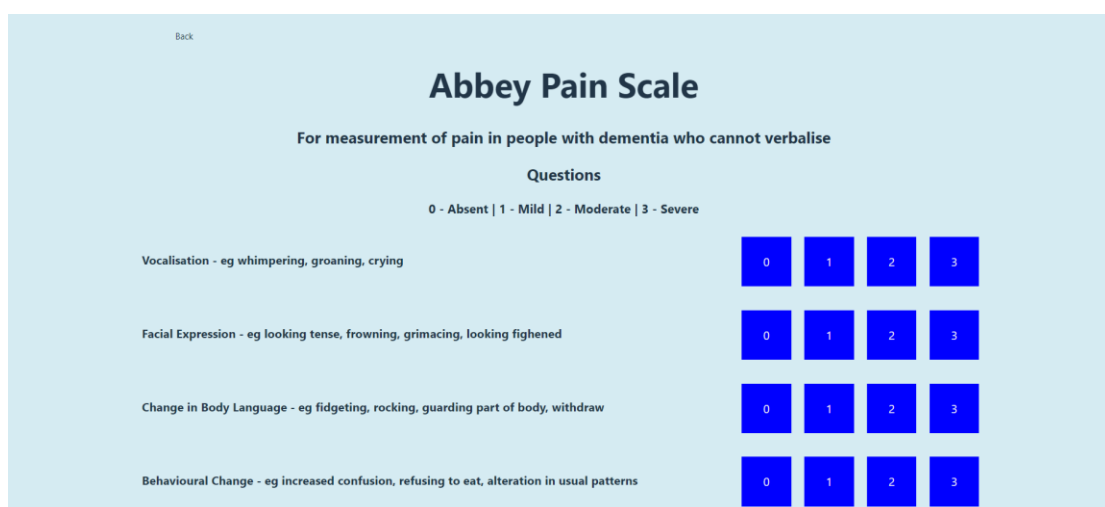 Back
Abbey Pain Scale
For measurement of pain in people with dementia who cannot verbalise
Questions
0 - Absent | 1 - Mild | 2 - Moderate | 3 - Severe
Vocalisation - eg whimpering, groaning, crying 0 1 2 3
Facial Expression - eg looking tense, frowning, grimacing, looking fighened 0 1 2 3
Change in Body Language - eg fidgeting, rocking, guarding part of body, withdraw 0 1 2 3
Behavioural Change - eg increased confusion, refusing to eat, alteration in usual patterns 0 1 2 3